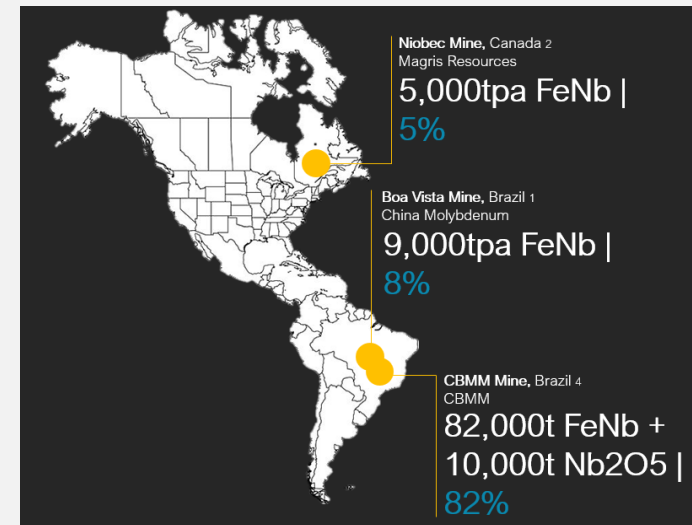 Niobec Mine, Canada 2
Magris Resources
5,000tpa FeNb |
5%
Boa Vista Mine, Brazil 1
China Molybdenum
9,000tpa FeNb |
8%
CBMM Mine, Brazil 4
CBMM
82,000t FeNb +
10,000t Nb2O5 |
82%